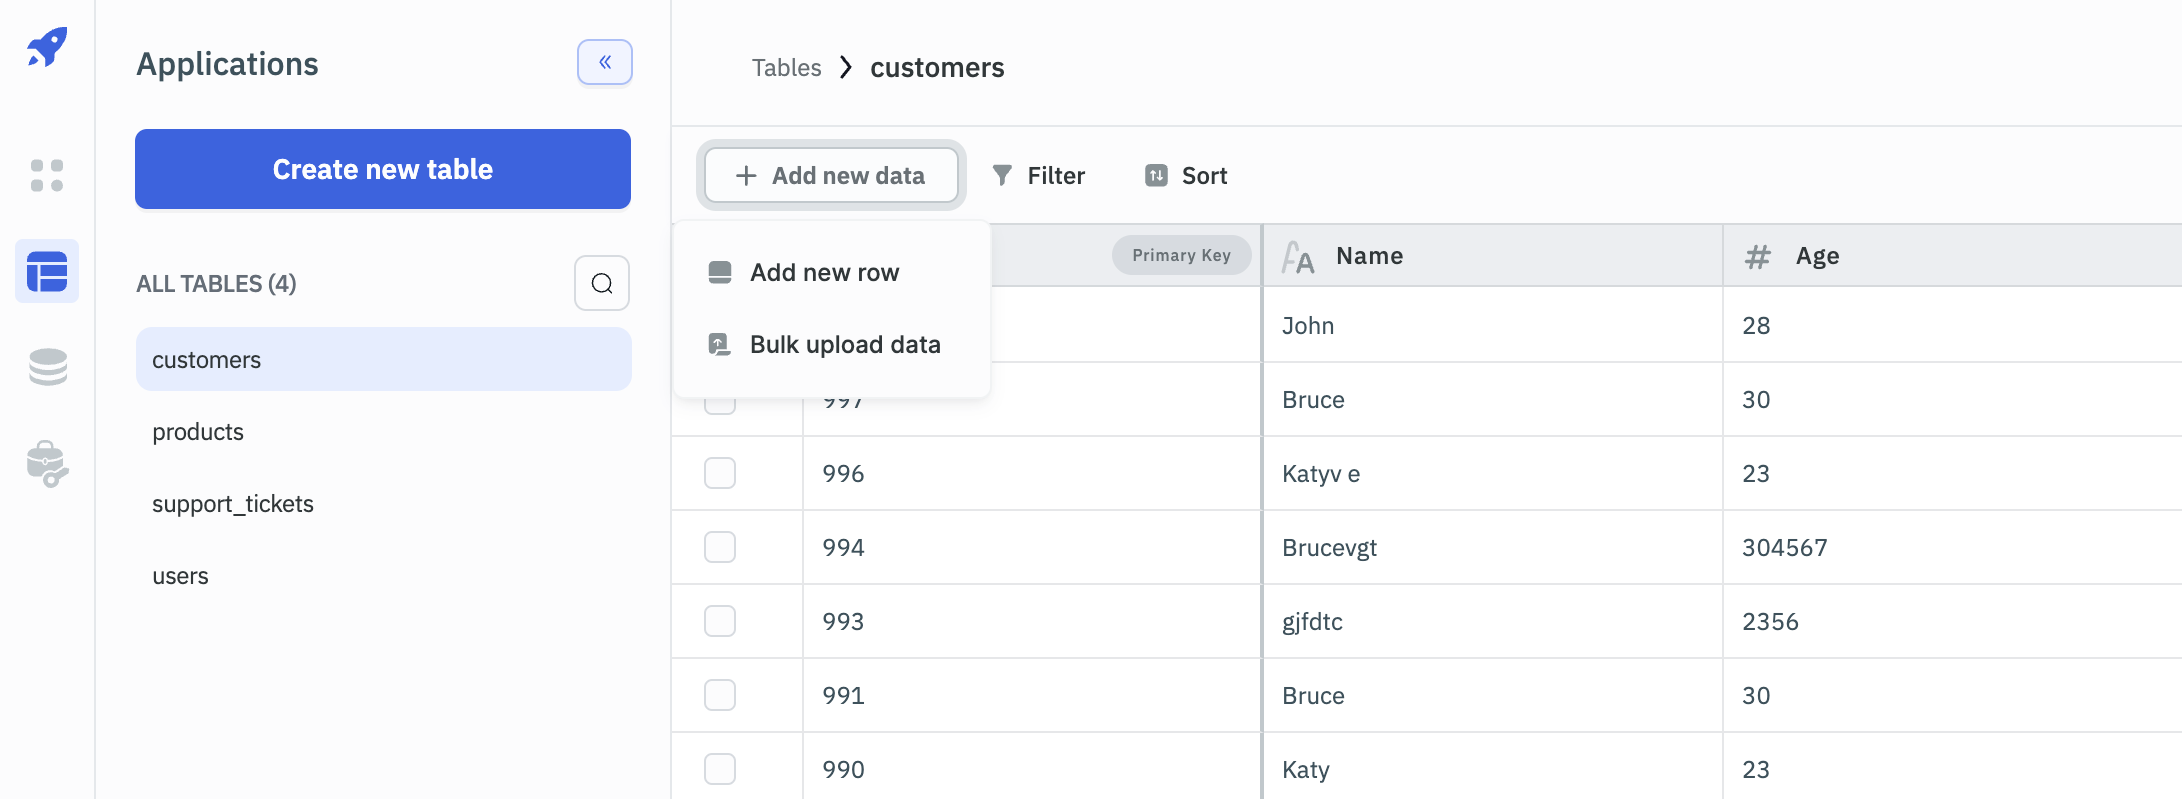 Applications
Create new table
ALL TABLES (4)
customers
products
support_tickets
users
Tables customers
Add new data Filter Sort
Add new row
Bulk upload data
Primary Key Name Age
John 28
997 Bruce 30
996 Katyv e 23
994 Brucevgt 304567
993 gjfdtc 2356
991 Bruce 30
990 Katy 23